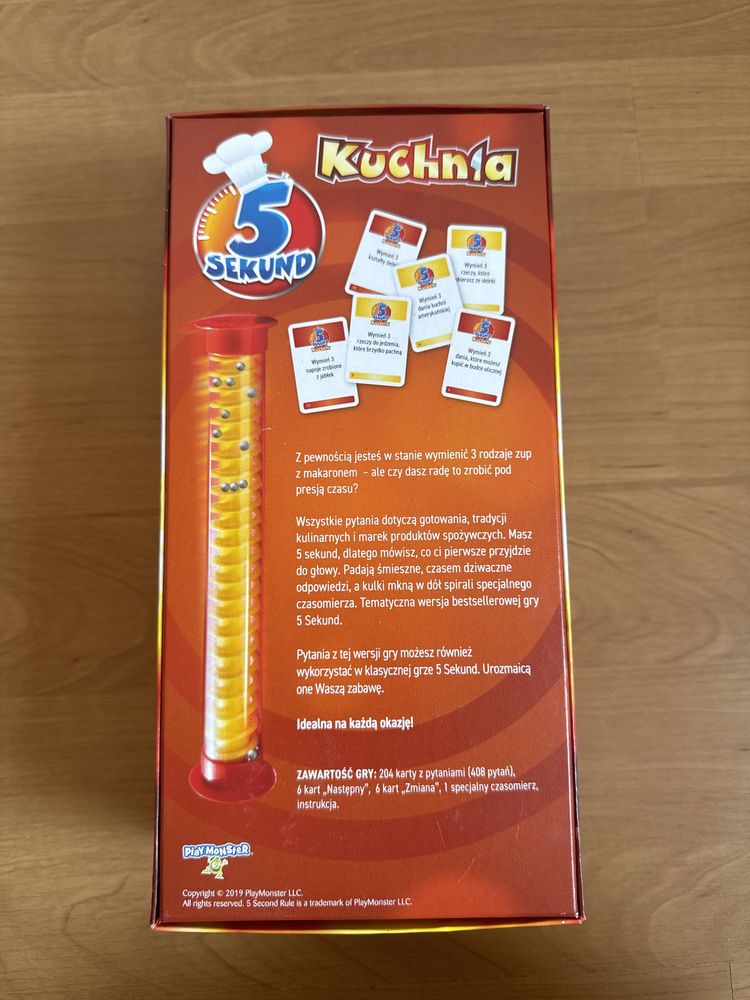 Kuchnia
5
SEKUND
Wymień 3
kształty
Wymień 3
rzeczy, które
ze skórki
Wymień 3
dania kuchni
amerykańskiej
Wymień 3
rzeczy do jedzenia,
które brzydko pachną
Wymień 3
napoje zrobione
z jabłek
Wymień 3
dania, które możesz
kupić w budce ulicznej
Z pewnością jesteś w stanie wymienić 3 rodzaje zup
z makaronem – ale czy dasz radę to zrobić pod
presją czasu?
Wszystkie pytania dotyczą gotowania, tradycji
kulinarnych i marek produktów spożywczych. Masz
5 sekund, dlatego mówisz, co ci pierwsze przyjdzie
do głowy. Padają śmieszne, czasem dziwaczne
odpowiedzi, a kulki mkną w dół spirali specjalnego
czasomierza. Tematyczna wersja bestsellerowej gry
5 Sekund.
Pytania z tej wersji gry możesz również
wykorzystać w klasycznej grze 5 Sekund. Urozmaicą
one Waszą zabawę.
Idealna na każdą okazję!
ZAWARTOŚĆ GRY: 204 karty z pytaniami (408 pytań),
6 kart „Następny”, 6 kart „Zmiana”, 1 specjalny czasomierz,
instrukcja.
PLAY MONSTER
Copyright © 2019 PlayMonster LLC.
All rights reserved. 5 Second Rule is a trademark of PlayMonster LLC.